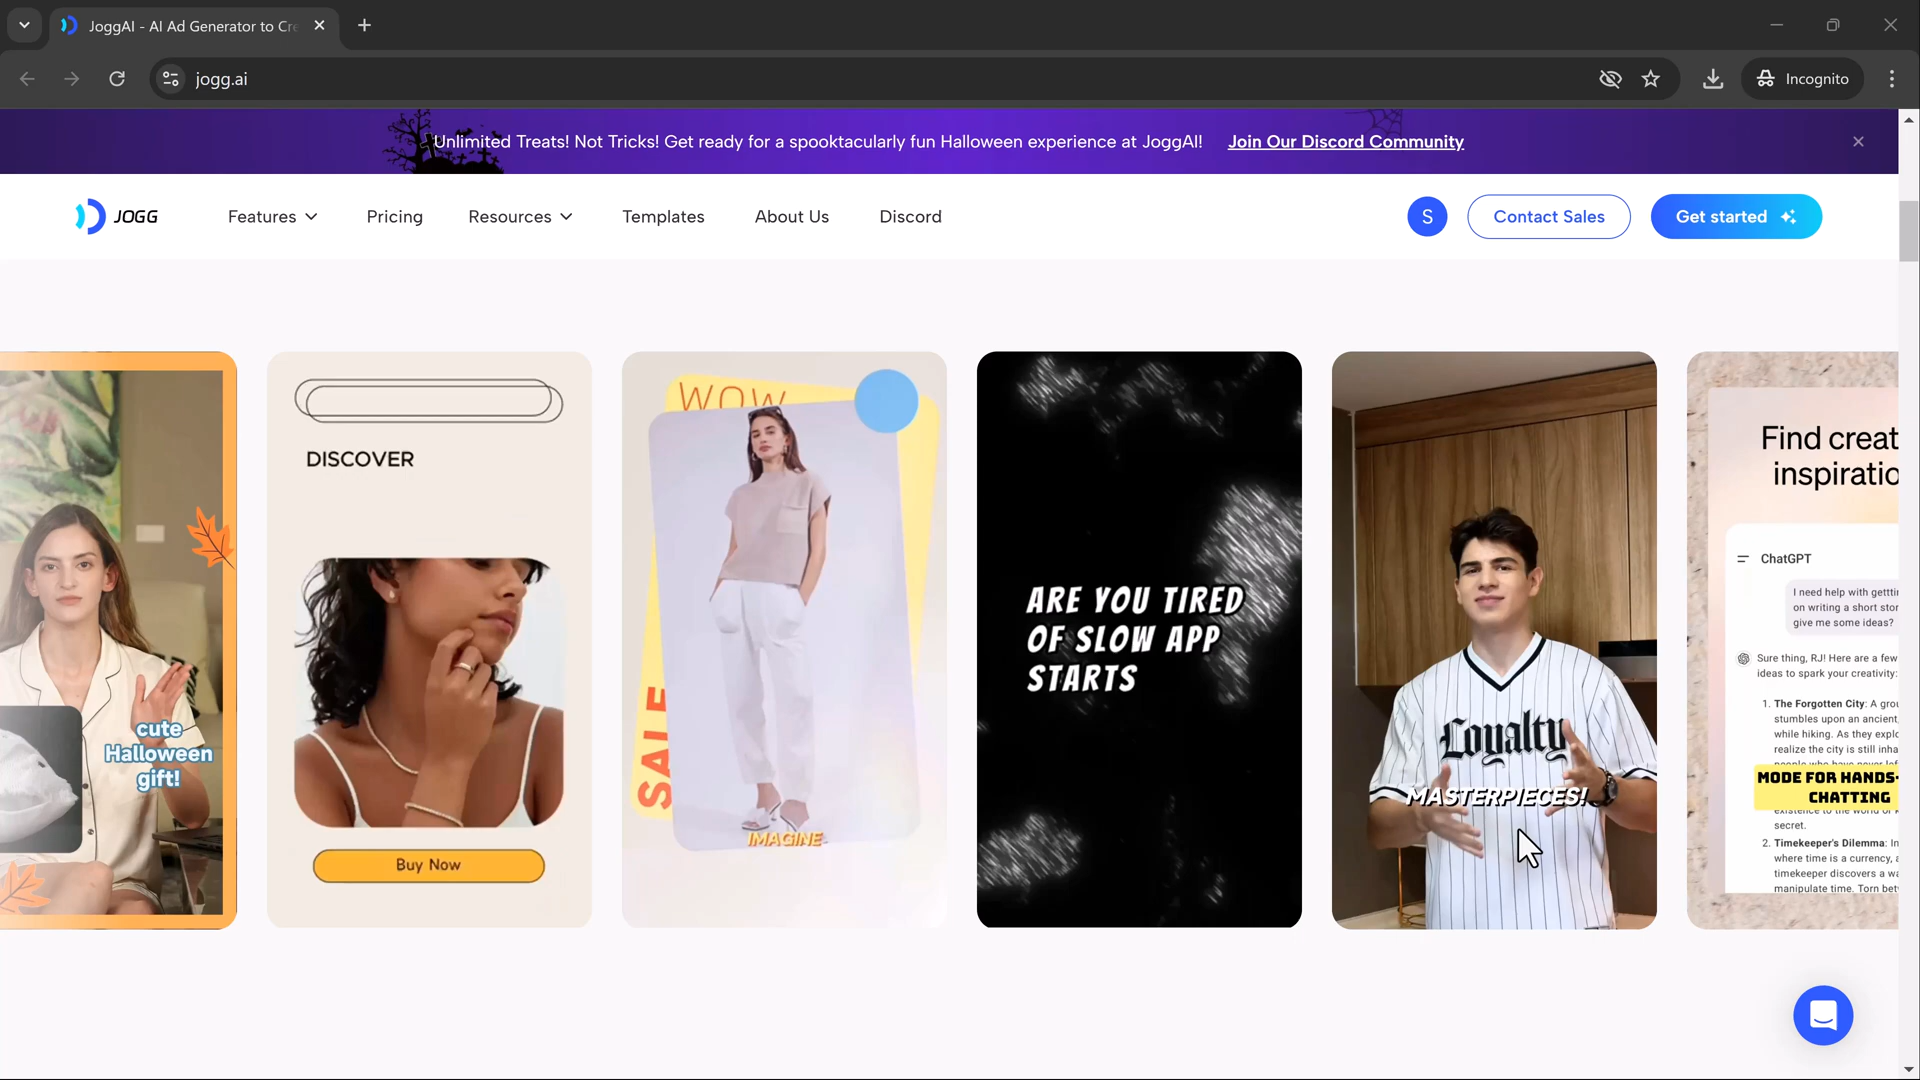 JoggAI - AI Ad Generator to Cre
jogg.ai
Incognito
Unlimited Treats! Not Tricks! Get ready for a spooktacularly fun Halloween experience at JoggAI! Join Our Discord Community
JOGG
Features
Pricing
Resources
Templates
About Us
Discord
S
Contact Sales
Get started
cute
Halloween
gift!
DISCOVER
Buy Now
WOW
SALE
IMAGINE
ARE YOU TIRED
OF SLOW APP
STARTS
Loyalty
MASTERPIECES!
Find creat
inspiratio
ChatGPT
I need help with gettti
on writing a short stor
give me some ideas?
Sure thing, RJ! Here are a few
ideas to spark your creativity:
1. The Forgotten City: A grou
stumbles upon an ancient,
while hiking. As they explo
realize the city is still inha
MODE FOR HANDS-
CHATTING
secret.
2. Timekeeper's Dilemma: In
where time is a currency, a
timekeeper discovers a wa
manipulate time. Torn bet